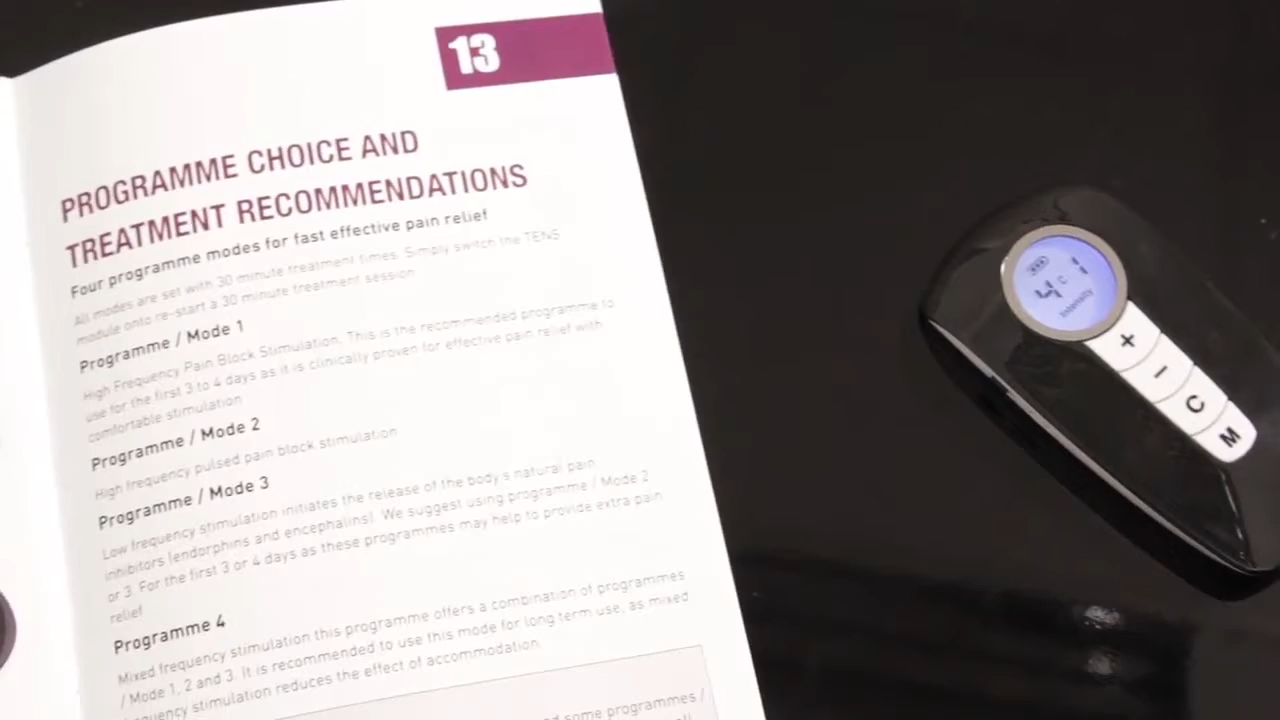 13
PROGRAMME CHOICE AND
TREATMENT RECOMMENDATIONS
Four programme modes for fast effective pain relief
All modes are set with 30 minute treatment times. Simply switch the TENS
module onto re-start a 30 minute treatment session
Programme / Mode 1
High Frequency Pain Block Stimulation. This is the recommended programme to
use for the first 3 to 4 days as it is clinically proven for effective pain relief with
comfortable stimulation
Programme / Mode 2
High frequency pulsed pain block stimulation
Programme / Mode 3
Low frequency stimulation initiates the release of the body's natural pain
inhibitors (endorphins and encephalins). We suggest using programme / Mode 2
or 3. For the first 3 or 4 days as these programmes may help to provide extra pain
relief
Programme 4
Mixed frequency stimulation this programme offers a combination of programmes
/ Mode 1, 2 and 3. It is recommended to use this mode for long term use, as mixed
frequency stimulation reduces the effect of accommodation.
some programmes /
4 C 1
Intensity
+
−
C
M